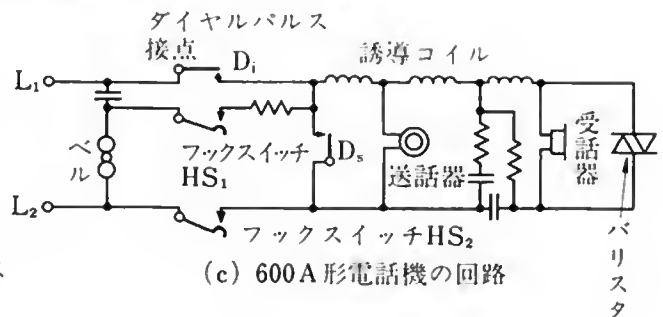 ダイヤルパルス
接点
Di
誘導コイル
L1
ベル
フックスイッチ
HS1
Ds
送話器
受話器
L2
フックスイッチHS2
バリスタ
(c) 600A形電話機の回路